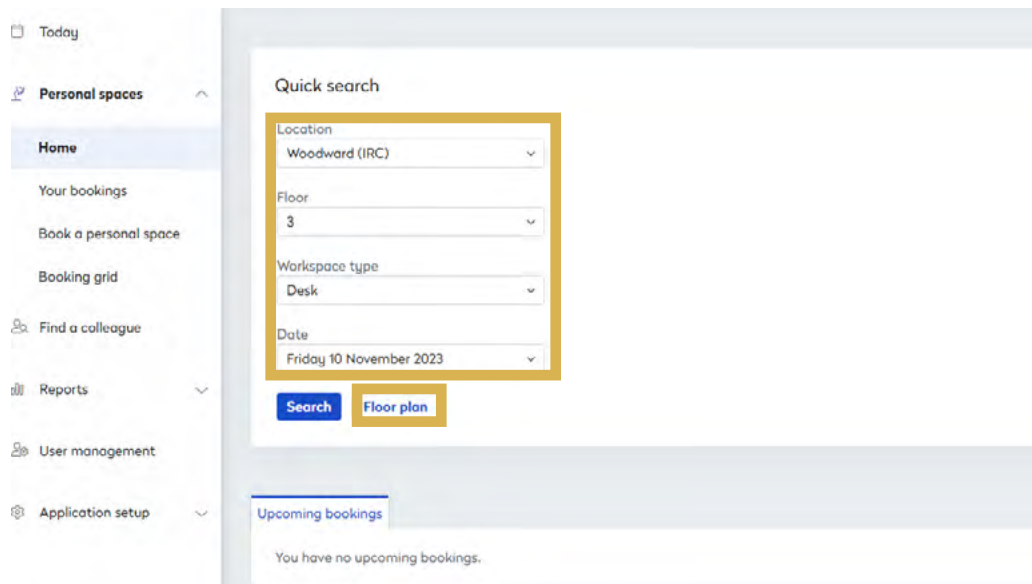 Today
Personal spaces
Home
Your bookings
Book a personal space
Booking grid
Find a colleague
Reports
User management
Application setup
Quick search
Location
Woodward (IRC)
Floor
3
Workspace type
Desk
Date
Friday 10 November 2023
Search
Floor plan
Upcoming bookings
You have no upcoming bookings.